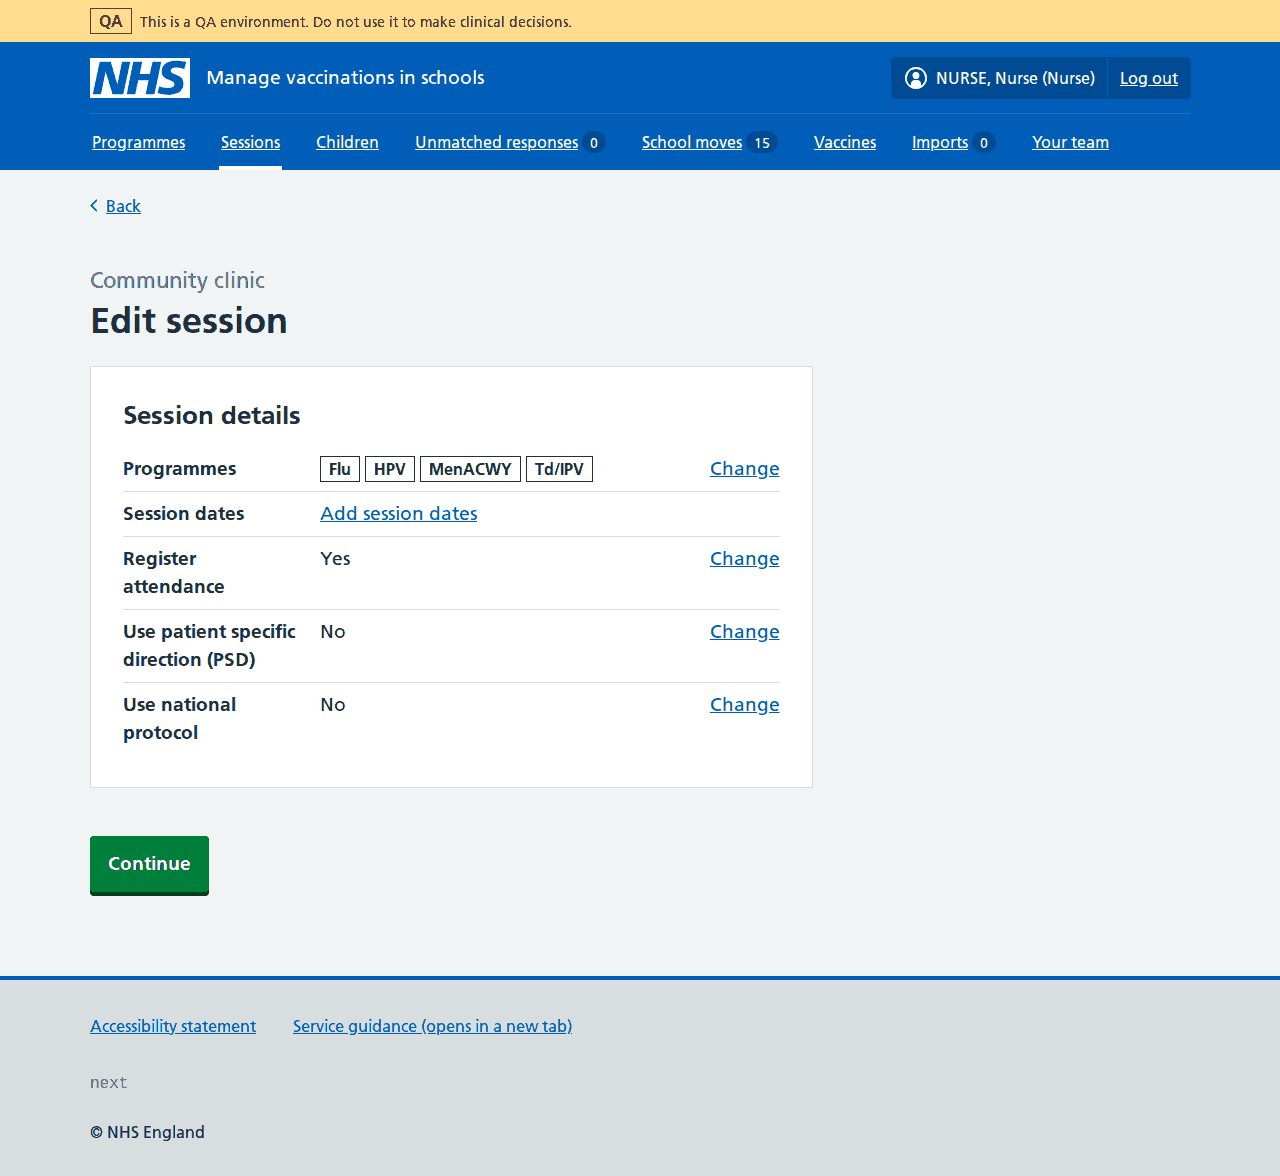 QA This is a QA environment. Do not use it to make clinical decisions.
NHS Manage vaccinations in schools NURSE, Nurse (Nurse) Log out
Programmes Sessions Children Unmatched responses 0 School moves 15 Vaccines Imports 0 Your team
Back
Community clinic
Edit session
Session details
Programmes Flu HPV MenACWY Td/IPV Change
Session dates Add session dates
Register attendance Yes Change
Use patient specific direction (PSD) No Change
Use national protocol No Change
Continue
Accessibility statement Service guidance (opens in a new tab)
next
© NHS England